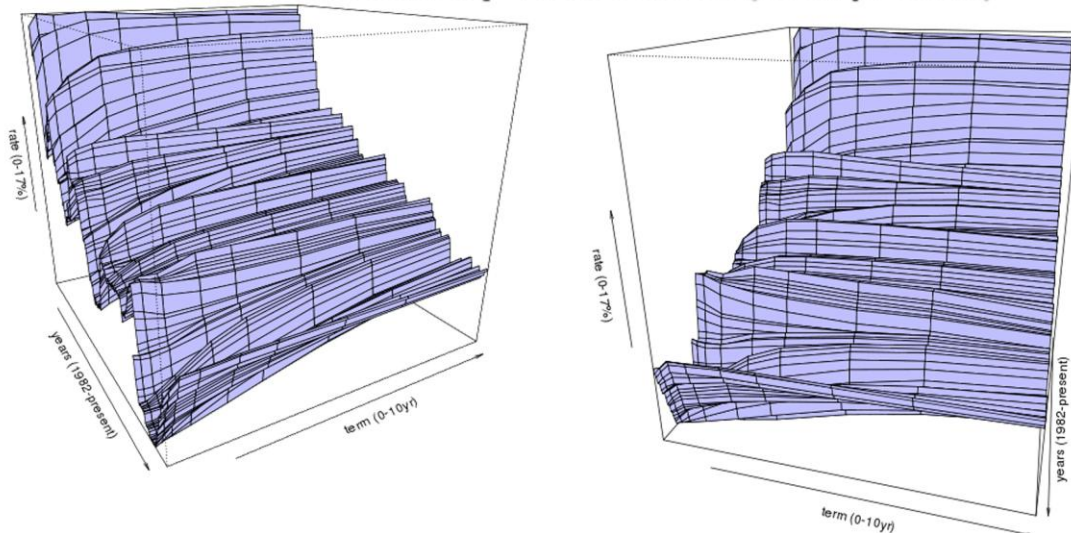 rate (0-17%)
years (1982-present)
term (0-10yr)
rate (0-17%)
term (0-10yr)
years (1982-present)